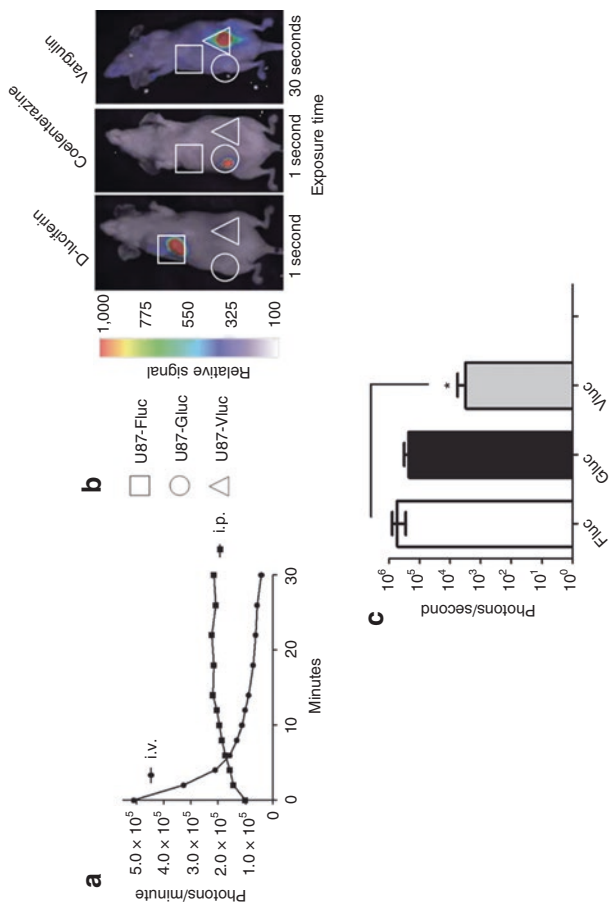 a
Photons/minute
5.0 × 10⁵
4.0 × 10⁵
3.0 × 10⁵
2.0 × 10⁵
1.0 × 10⁵
0
i.v.
i.p.
0
10
20
30
Minutes
b
U87-Fluc
U87-Gluc
U87-Vluc
Relative signal
1,000
775
550
325
100
D-luciferin
Coelenterazine
Vargulin
1 second
1 second
30 seconds
Exposure time
c
Photons/second
10⁶
10⁵
10⁴
10³
10²
10¹
10⁰
*
Fluc
Gluc
Vluc